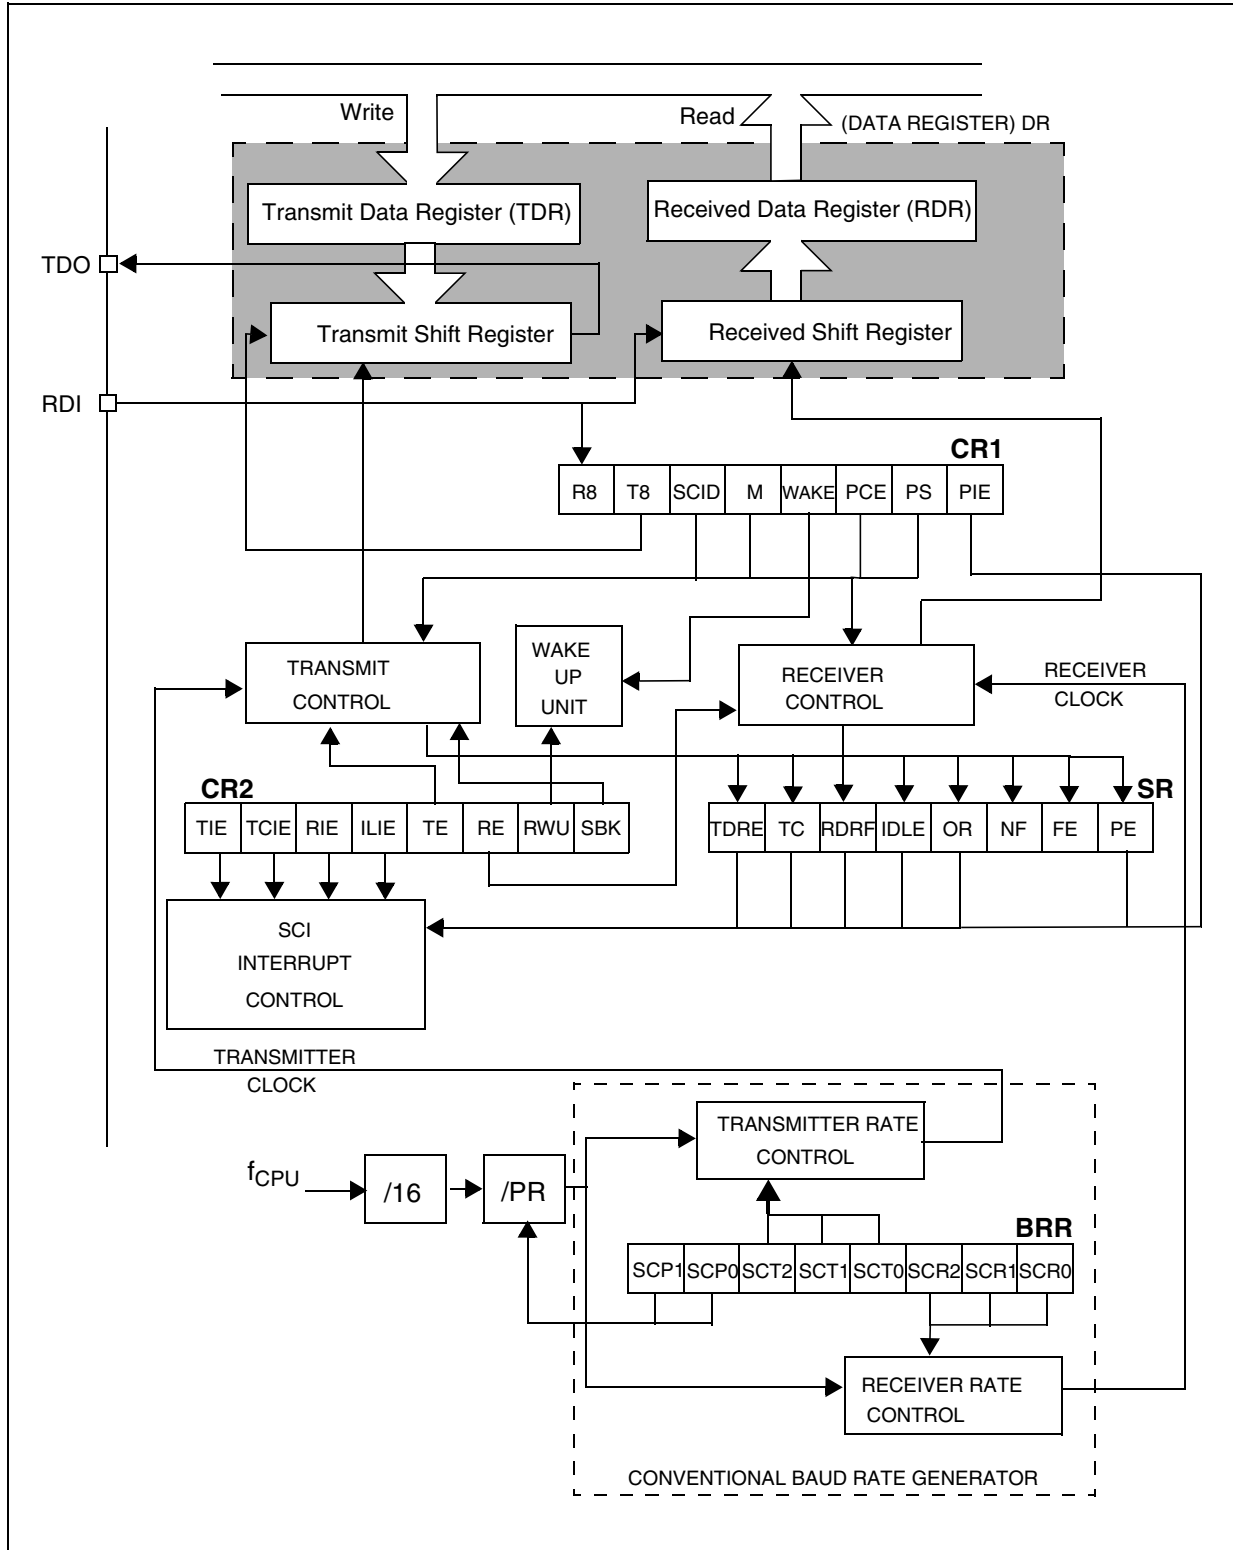 Write
Read
(DATA REGISTER) DR
Transmit Data Register (TDR)
Received Data Register (RDR)
TDO
Transmit Shift Register
Received Shift Register
RDI
CR1
R8 T8 SCID M WAKE PCE PS PIE
TRANSMIT
CONTROL
WAKE
UP
UNIT
RECEIVER
CONTROL
RECEIVER
CLOCK
CR2
TIE TCIE RIE ILIE TE RE RWU SBK
SR
TDRE TC RDRF IDLE OR NF FE PE
SCI
INTERRUPT
CONTROL
TRANSMITTER
CLOCK
TRANSMITTER RATE
CONTROL
fCPU
/16
/PR
BRR
SCP1 SCP0 SCT2 SCT1 SCT0 SCR2 SCR1 SCR0
RECEIVER RATE
CONTROL
CONVENTIONAL BAUD RATE GENERATOR